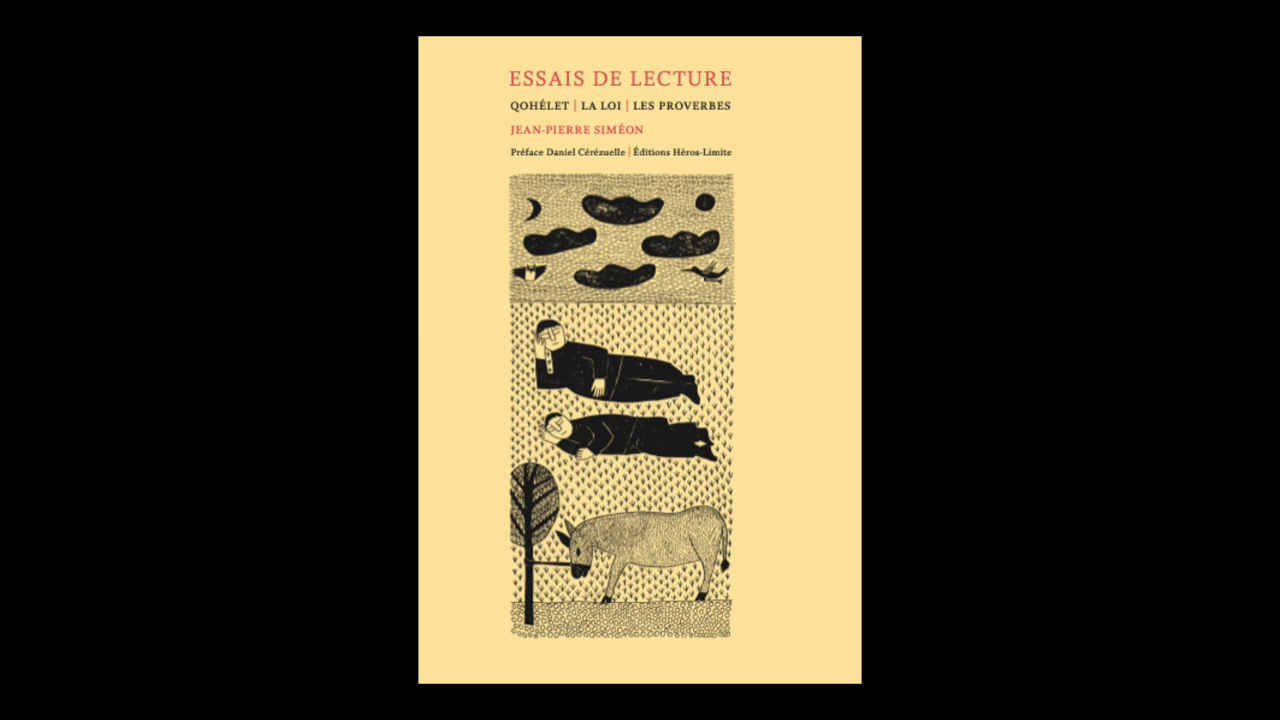 ESSAIS DE LECTURE
QOHÉLET | LA LOI | LES PROVERBES
JEAN-PIERRE SIMÉON
Préface Daniel Cérézuelle | Éditions Héros-Limite